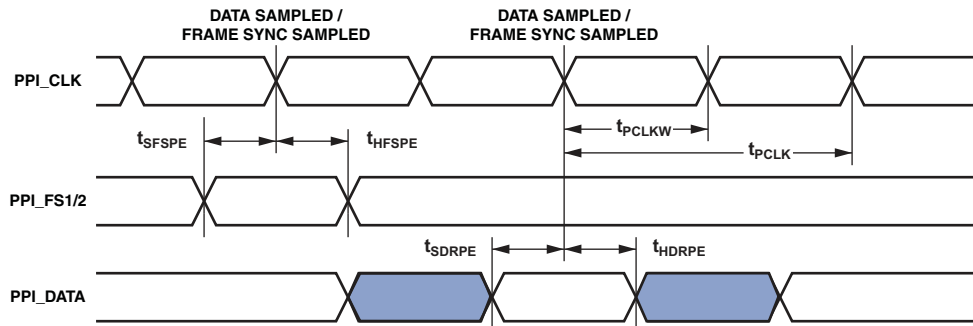 DATA SAMPLED /
FRAME SYNC SAMPLED
DATA SAMPLED /
FRAME SYNC SAMPLED
PPI_CLK
tSFSPE
tHFSPE
tPCLKW
tPCLK
PPI_FS1/2
tSDRPE
tHDRPE
PPI_DATA